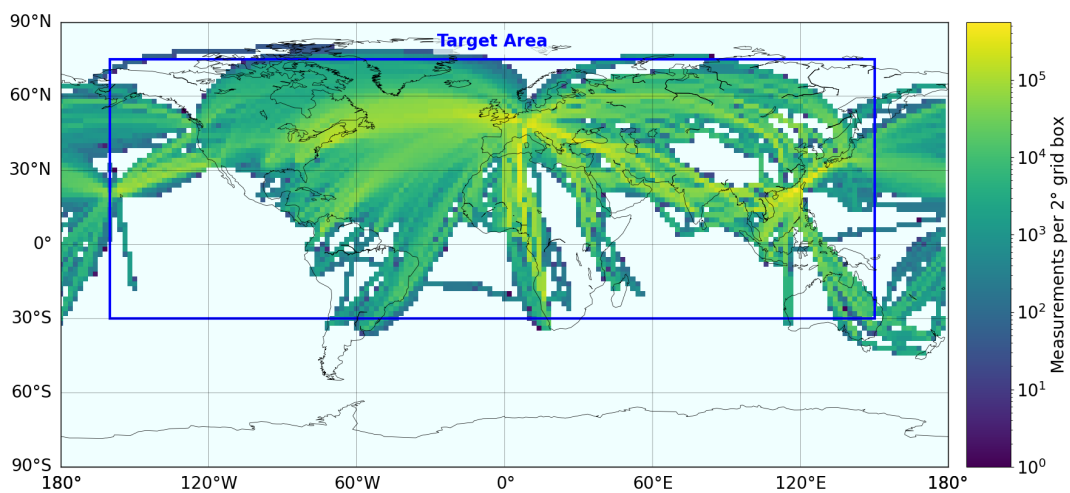 90°N
60°N
30°N
0°
30°S
60°S
90°S
Target Area
180°
120°W
60°W
0°
60°E
120°E
180°
10⁵
10⁴
10³
10²
10¹
10⁰
Measurements per 2° grid box